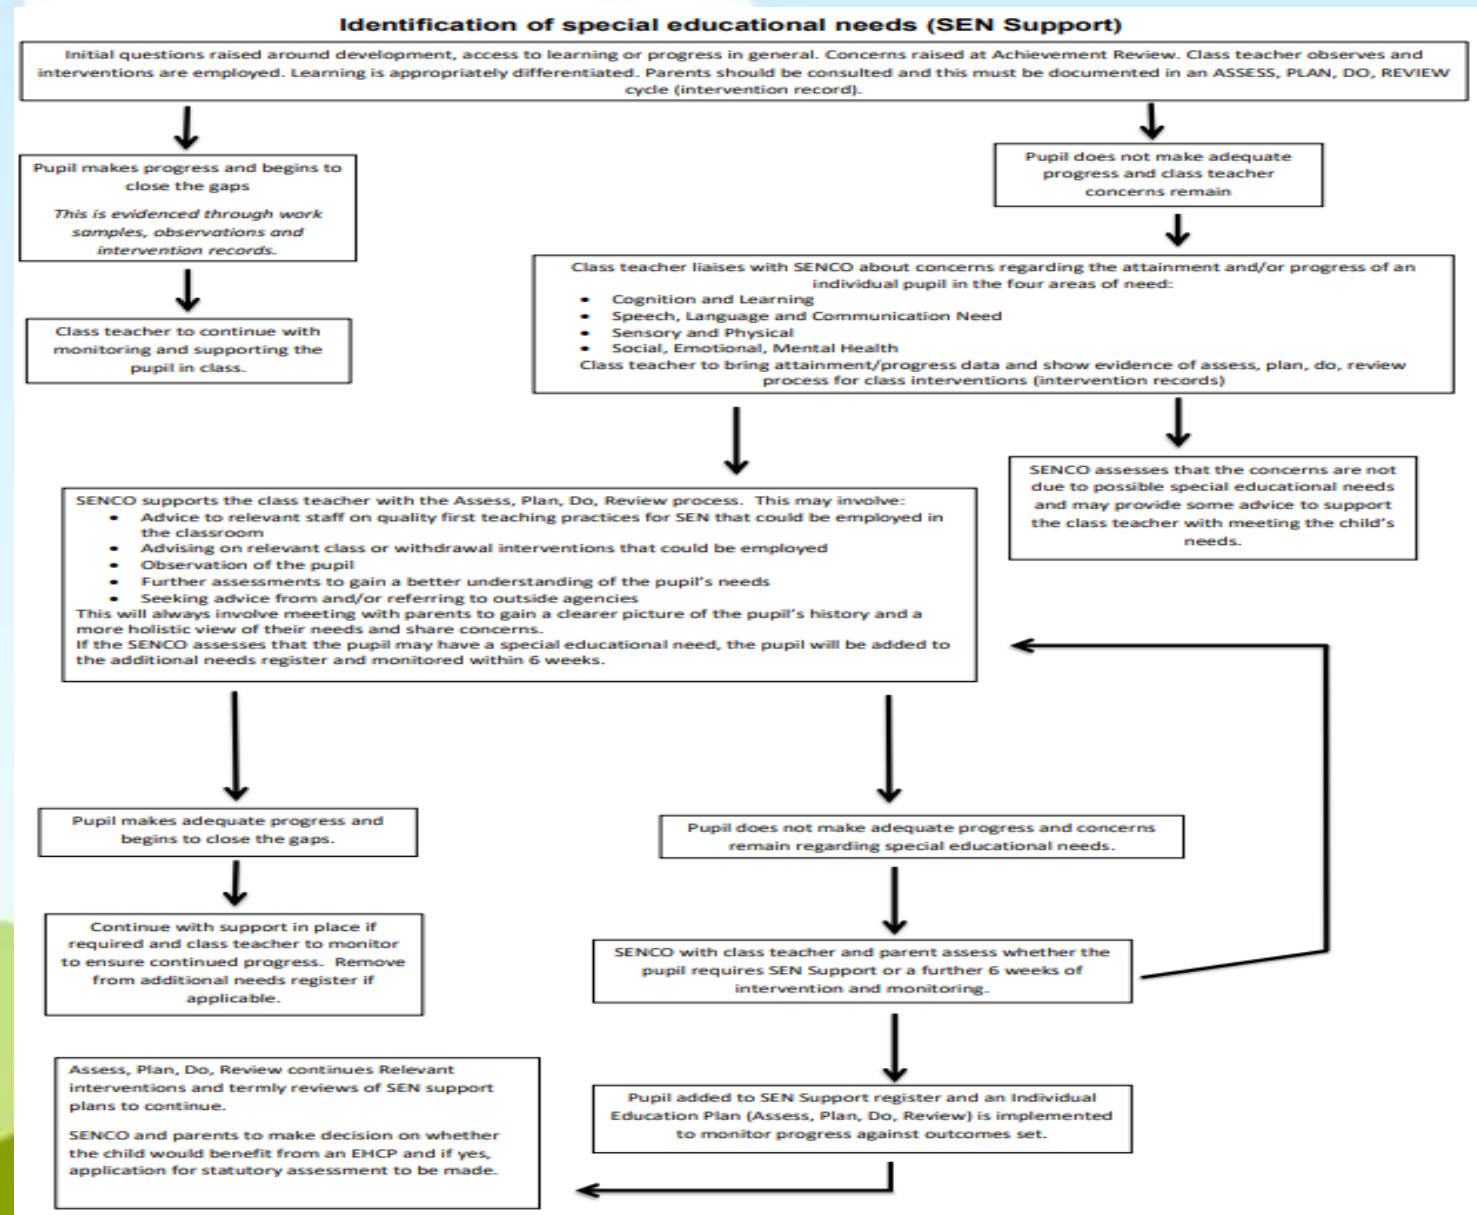 Identification of special educational needs (SEN Support)
Initial questions raised around development, access to learning or progress in general. Concerns raised at Achievement Review. Class teacher observes and
interventions are employed. Learning is appropriately differentiated. Parents should be consulted and this must be documented in an ASSESS, PLAN, DO, REVIEW
cycle (intervention record).
Pupil makes progress and begins to
close the gaps
This is evidenced through work
samples, observations and
intervention records.
Pupil does not make adequate
progress and class teacher
concerns remain
Class teacher to continue with
monitoring and supporting the
pupil in class.
Class teacher liaises with SENCO about concerns regarding the attainment and/or progress of an
individual pupil in the four areas of need:
• Cognition and Learning
• Speech, Language and Communication Need
• Sensory and Physical
• Social, Emotional, Mental Health
Class teacher to bring attainment/progress data and show evidence of assess, plan, do, review
process for class interventions (intervention records)
SENCO assesses that the concerns are not
due to possible special educational needs
and may provide some advice to support
the class teacher with meeting the child's
needs.
SENCO supports the class teacher with the Assess, Plan, Do, Review process. This may involve:
• Advice to relevant staff on quality first teaching practices for SEN that could be employed in
the classroom
• Advising on relevant class or withdrawal interventions that could be employed
• Observation of the pupil
• Further assessments to gain a better understanding of the pupil's needs
• Seeking advice from and/or referring to outside agencies
This will always involve meeting with parents to gain a clearer picture of the pupil's history and a
more holistic view of their needs and share concerns.
If the SENCO assesses that the pupil may have a special educational need, the pupil will be added to
the additional needs register and monitored within 6 weeks.
Pupil makes adequate progress and
begins to close the gaps.
Pupil does not make adequate progress and concerns
remain regarding special educational needs.
Continue with support in place if
required and class teacher to monitor
to ensure continued progress. Remove
from additional needs register if
applicable.
SENCO with class teacher and parent assess whether the
pupil requires SEN Support or a further 6 weeks of
intervention and monitoring.
Pupil added to SEN Support register and an Individual
Education Plan (Assess, Plan, Do, Review) is implemented
to monitor progress against outcomes set.
Assess, Plan, Do, Review continues Relevant
interventions and termly reviews of SEN support
plans to continue.
SENCO and parents to make decision on whether
the child would benefit from an EHCP and if yes,
application for statutory assessment to be made.